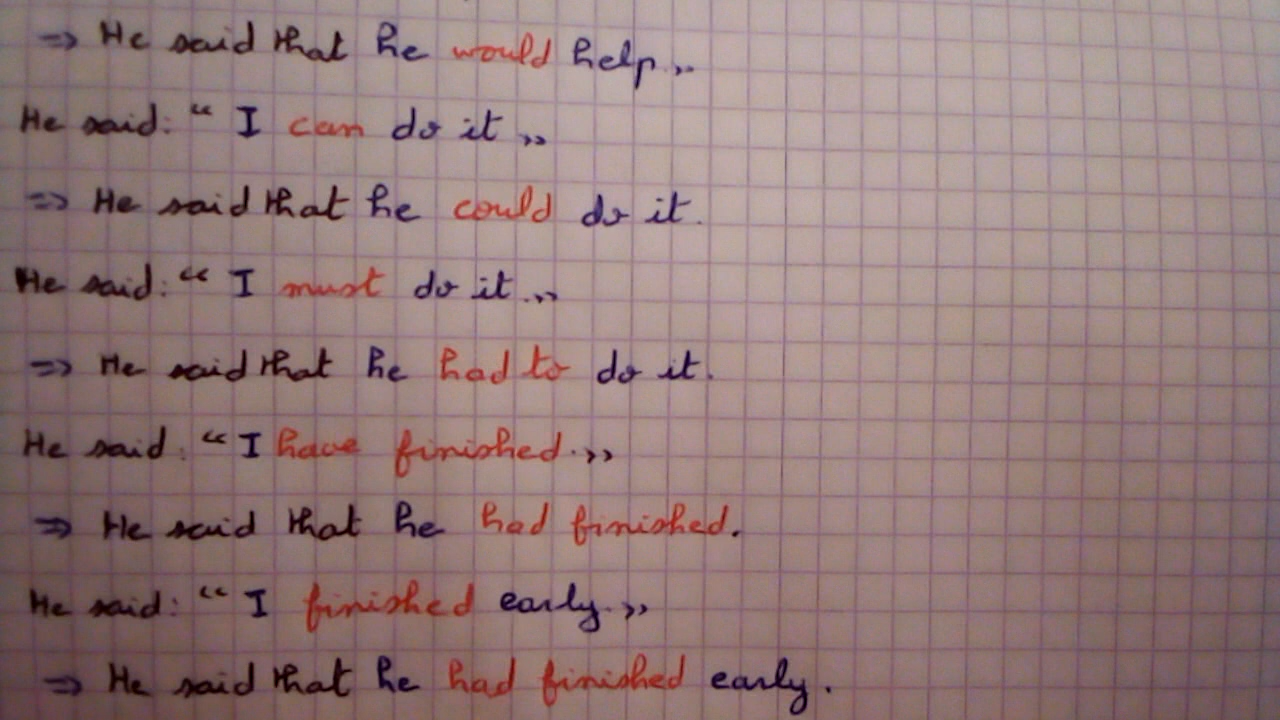 => He said that he would help.,,
He said: “ I can do it ,,
=> He said that he could do it.
He said: “ I must do it.,,
=> He said that he had to do it.
He said: “ I have finished.,,
=> He said that he had finished.
He said: “ I finished early.,,
=> He said that he had finished early.